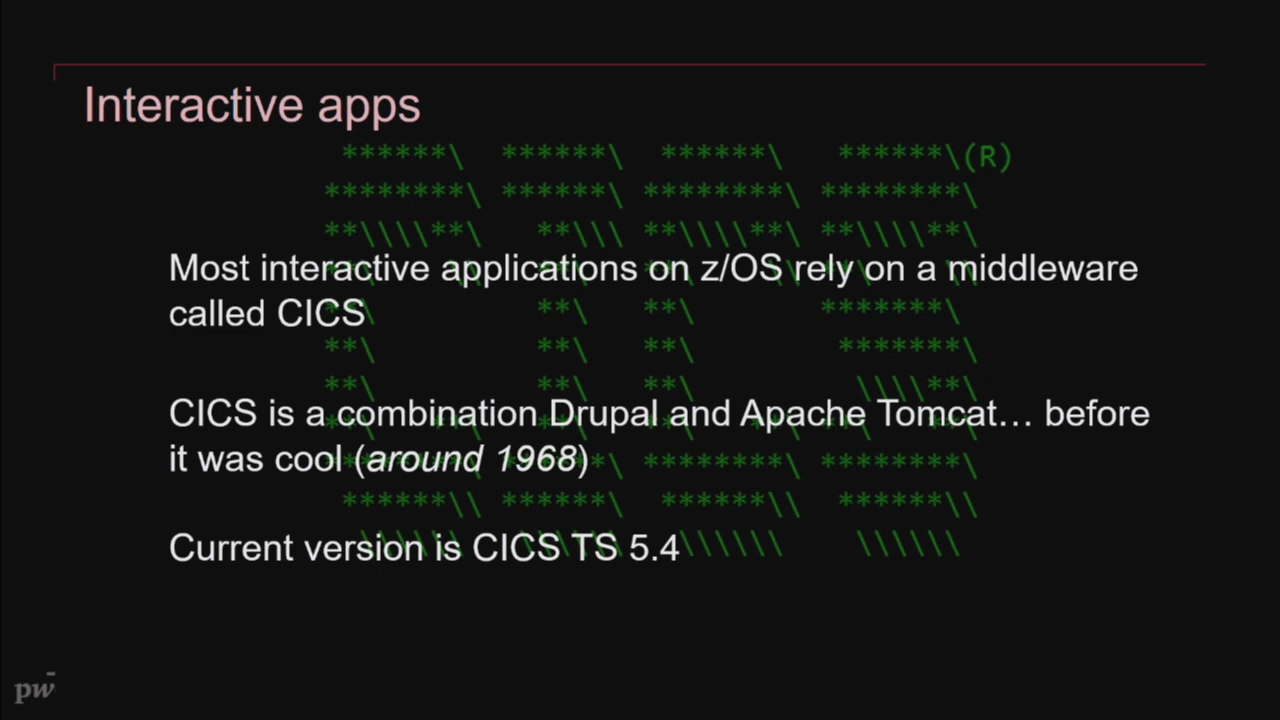 Interactive apps
(R)
Most interactive applications on z/OS rely on a middleware
called CICS
CICS is a combination Drupal and Apache Tomcat… before
it was cool (around 1968)
Current version is CICS TS 5.4
pw